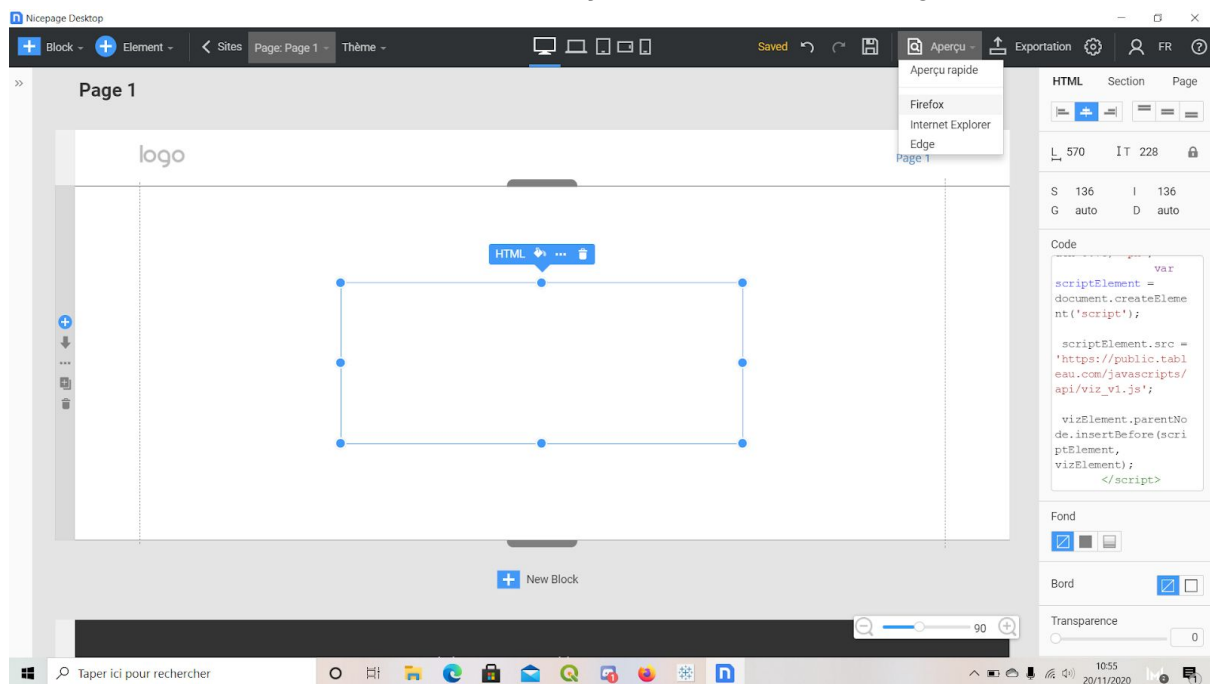 Nicepage Desktop
Block
Element
Sites
Page: Page 1
Thème
Saved
Aperçu
Exportation
FR
Aperçu rapide
Firefox
Internet Explorer
Edge
Page 1
HTML Section Page
logo
Page 1
L 570 T 228
S 136 I 136
G auto D auto
HTML
Code
var
scriptElement =
document.createEleme
nt('script');
scriptElement.src =
'https://public.tabl
eau.com/javascripts/
api/viz_v1.js';
vizElement.parentNo
de.insertBefore(scri
ptElement,
vizElement);
</script>
Fond
New Block
Bord
Transparence
90
0
Taper ici pour rechercher
10:55
20/11/2020